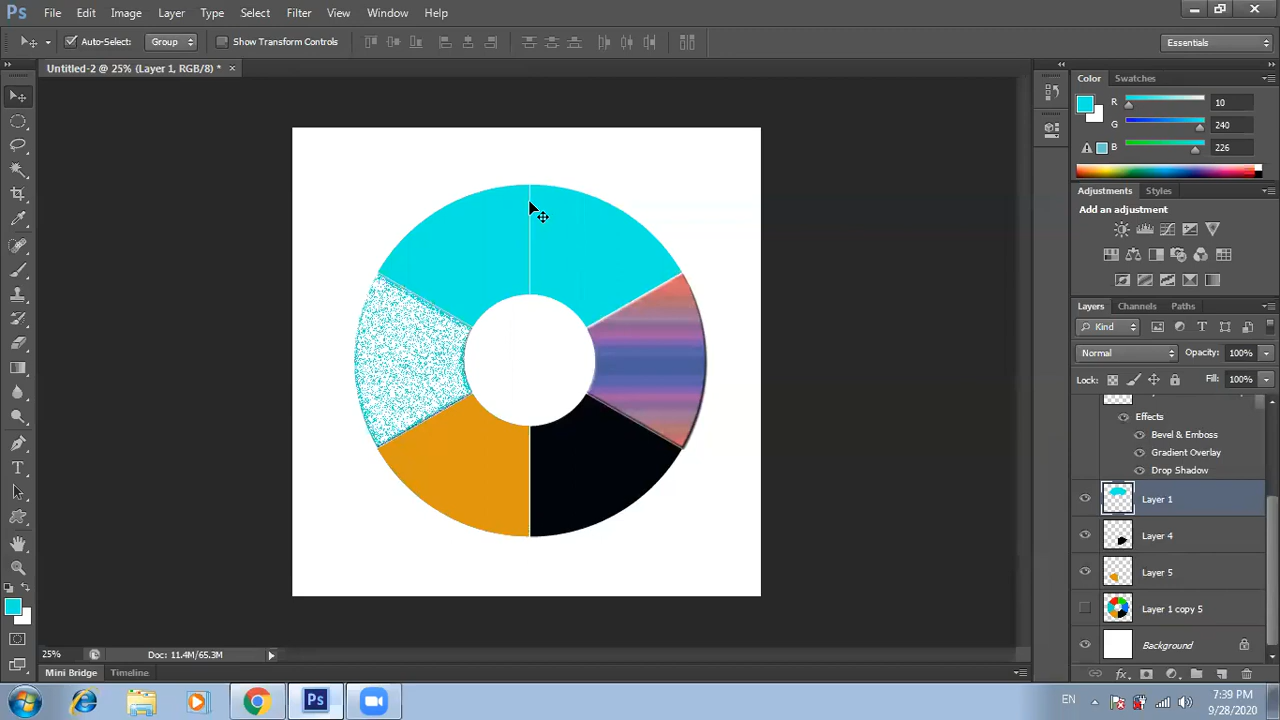 Ps File Edit Image Layer Type Select Filter View Window Help
Auto-Select: Group Show Transform Controls Essentials
Untitled-2 @ 25% (Layer 1, RGB/8) * ×
Color Swatches
R 10
G 240
B 226
Adjustments Styles
Add an adjustment
Layers Channels Paths
Kind
Normal Opacity: 100%
Lock: Fill: 100%
Effects
Bevel & Emboss
Gradient Overlay
Drop Shadow
Layer 1
Layer 4
Layer 5
Layer 1 copy 5
Background
25% Doc: 11.4M/65.3M
Mini Bridge Timeline
Ps EN 7:39 PM
9/28/2020